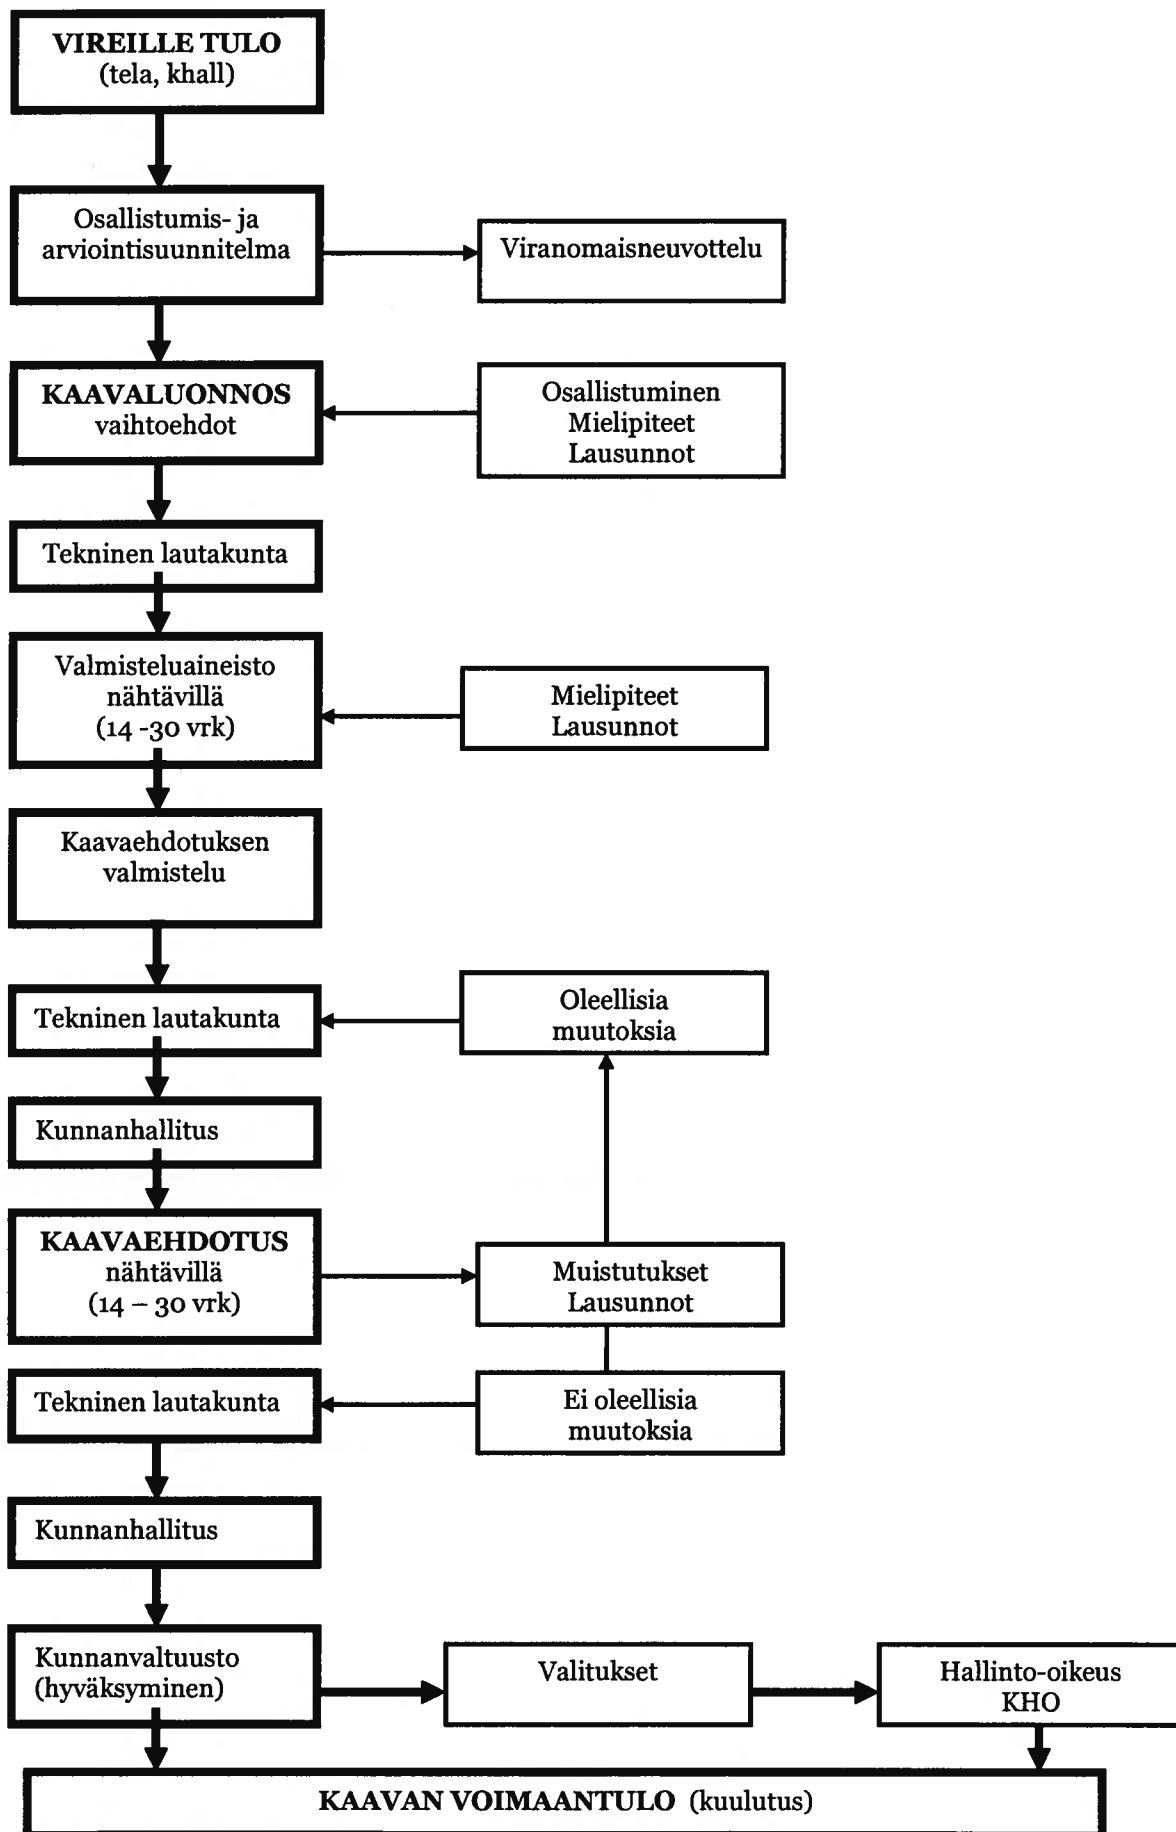 VIREILLE TULO
(tela, khall)
Osallistumis- ja
arviointisuunnitelma
Viranomaisneuvottelu
KAAVALUONNOS
vaihtoehdot
Osallistuminen
Mielipiteet
Lausunnot
Tekninen lautakunta
Valmisteluaineisto
nähtävillä
(14 -30 vrk)
Mielipiteet
Lausunnot
Kaavaehdotuksen
valmistelu
Tekninen lautakunta
Oleellisia
muutoksia
Kunnanhallitus
KAAVAEHDOTUS
nähtävillä
(14 – 30 vrk)
Muistutukset
Lausunnot
Tekninen lautakunta
Ei oleellisia
muutoksia
Kunnanhallitus
Kunnanvaltuusto
(hyväksyminen)
Valitukset
Hallinto-oikeus
KHO
KAAVAN VOIMAANTULO (kuulutus)